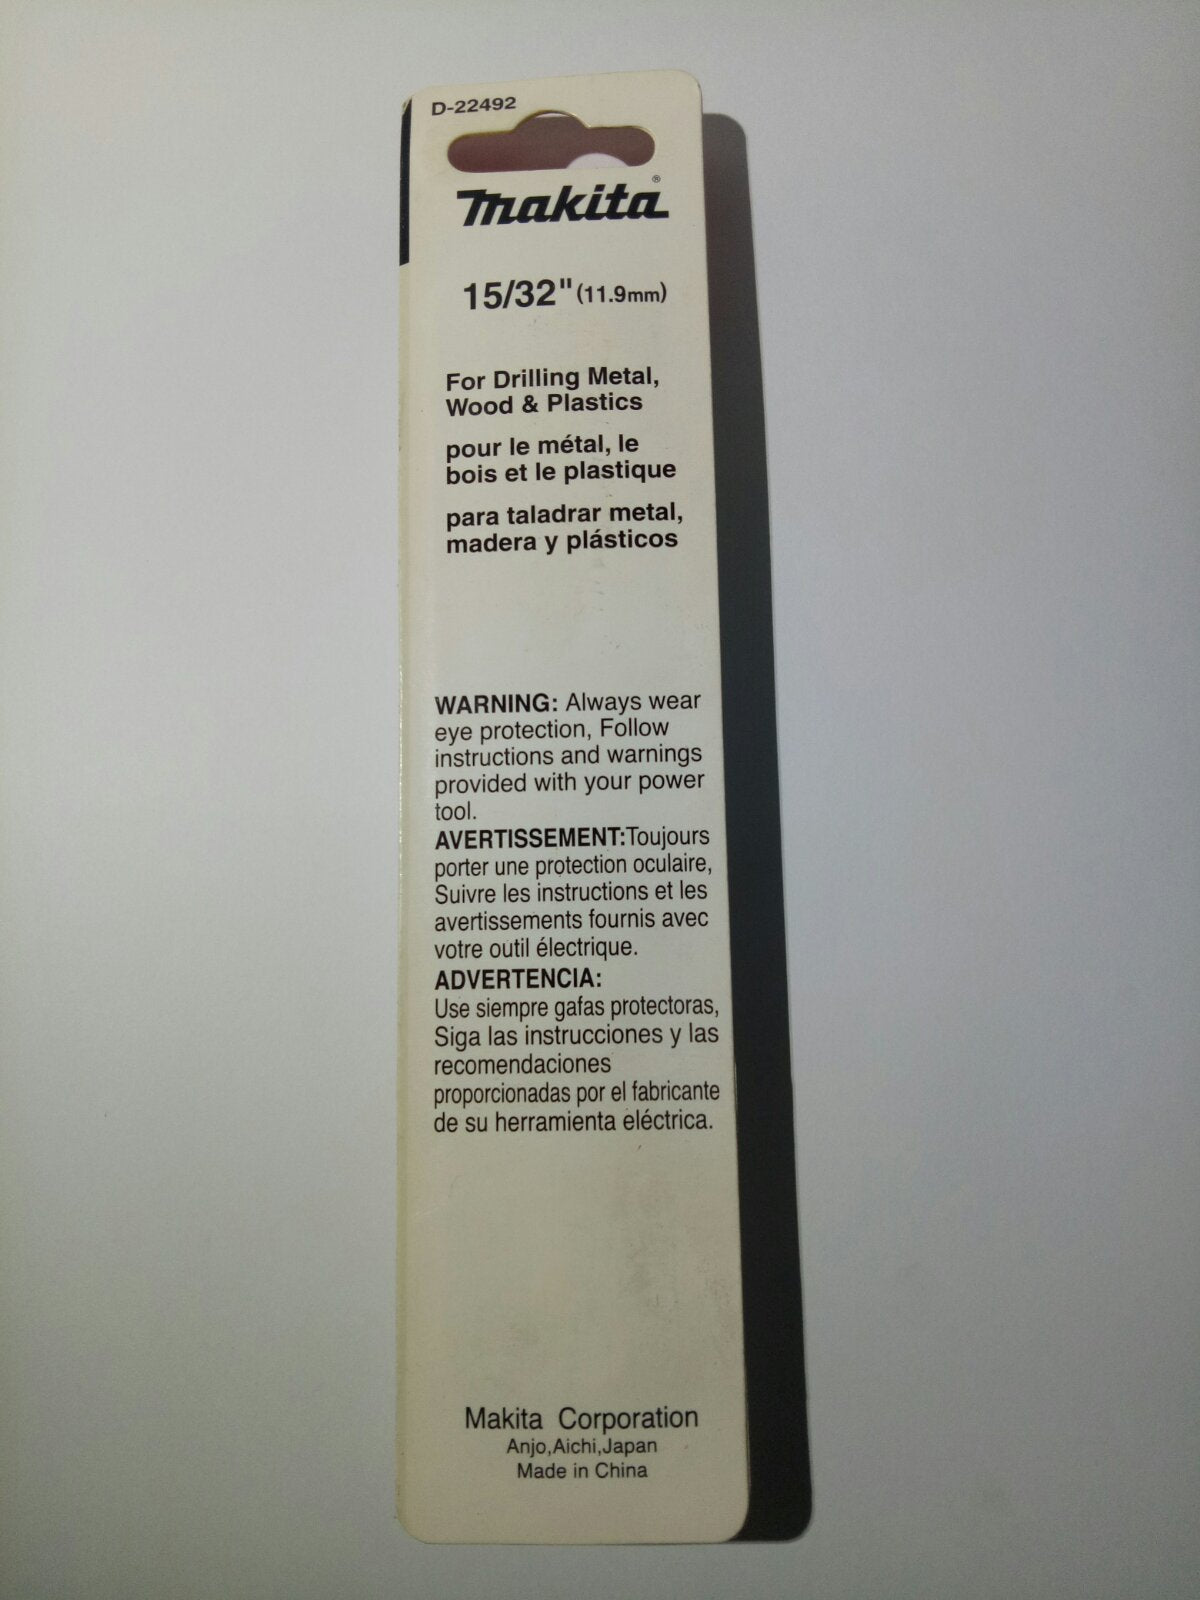 D-22492
makita®
15/32" (11.9mm)
For Drilling Metal,
Wood & Plastics
pour le métal, le
bois et le plastique
para taladrar metal,
madera y plásticos
WARNING: Always wear
eye protection, Follow
instructions and warnings
provided with your power
tool.
AVERTISSEMENT:Toujours
porter une protection oculaire,
Suivre les instructions et les
avertissements fournis avec
votre outil électrique.
ADVERTENCIA:
Use siempre gafas protectoras,
Siga las instrucciones y las
recomendaciones
proporcionadas por el fabricante
de su herramienta eléctrica.
Makita Corporation
Anjo,Aichi,Japan
Made in China